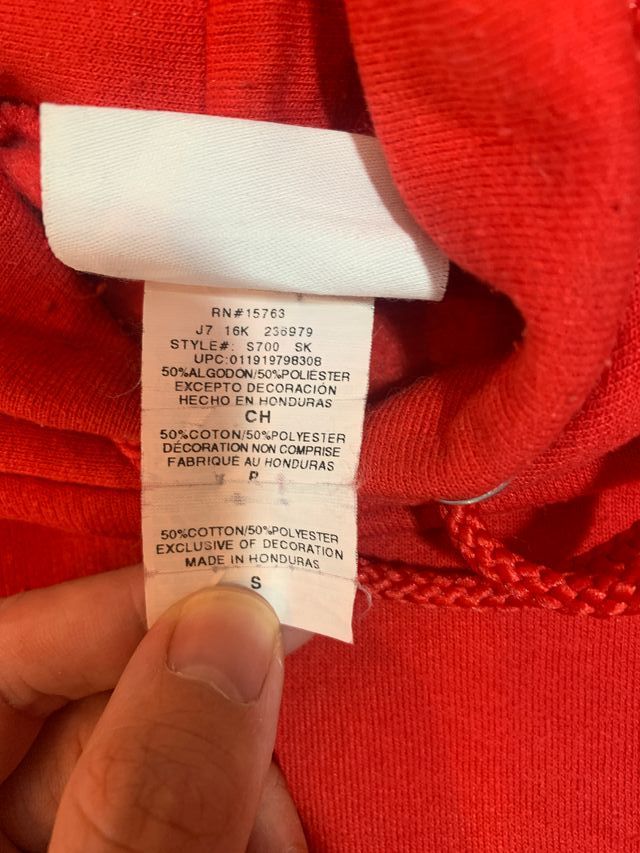 RN#15763
J7 16K 236979
STYLE#: S700 SK
UPC:011919798308
50%ALGODON/50%POLIESTER
EXCEPTO DECORACIÓN
HECHO EN HONDURAS
CH
50%COTON/50%POLYESTER
DÉCORATION NON COMPRISE
FABRIQUE AU HONDURAS
P
50%COTTON/50%POLYESTER
EXCLUSIVE OF DECORATION
MADE IN HONDURAS
S